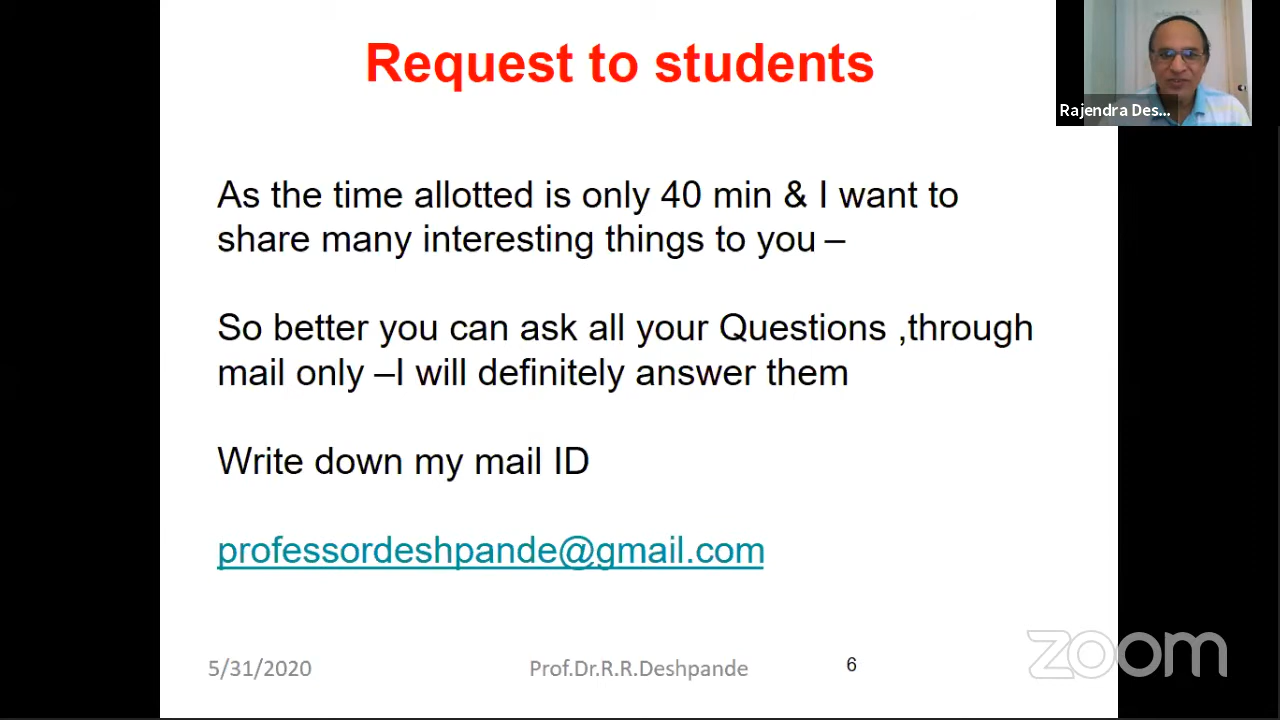 Request to students
Rajendra Des...
As the time allotted is only 40 min & I want to
share many interesting things to you –
So better you can ask all your Questions ,through
mail only –I will definitely answer them
Write down my mail ID
professordeshpande@gmail.com
5/31/2020
Prof.Dr.R.R.Deshpande
6
zoom